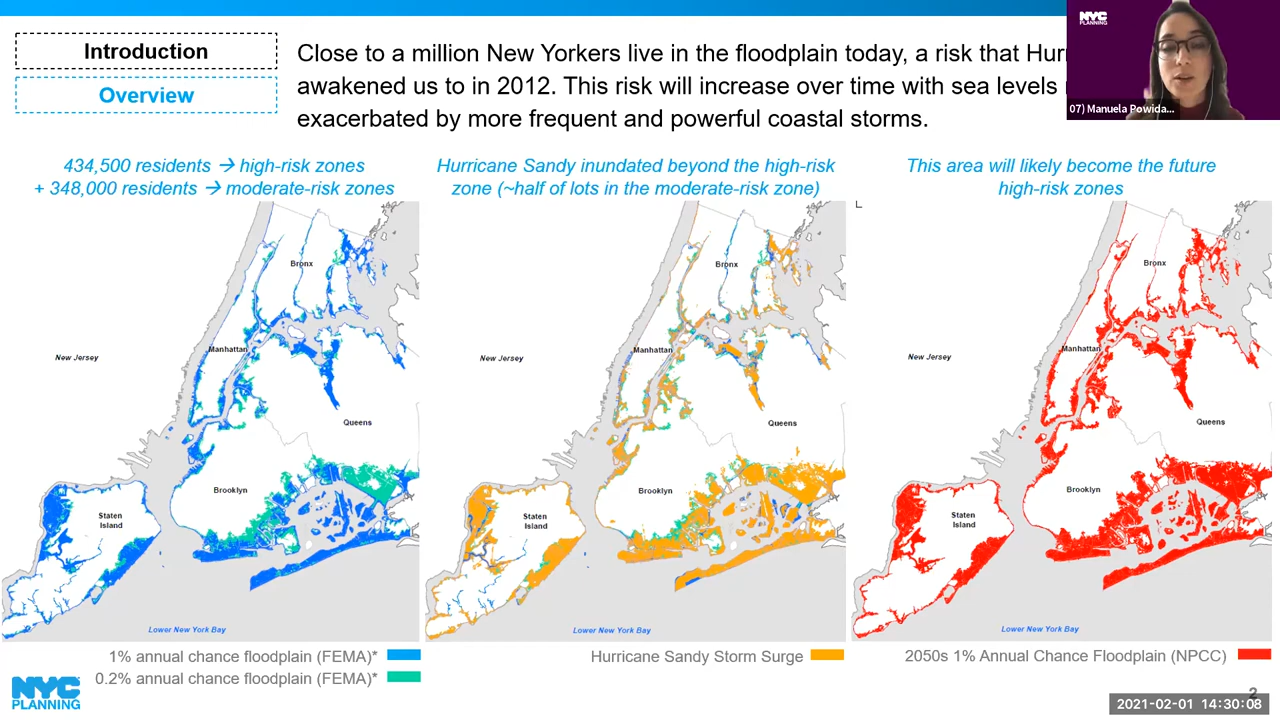 Introduction
Overview
Close to a million New Yorkers live in the floodplain today, a risk that
awakened us to in 2012. This risk will increase over time with sea levels
exacerbated by more frequent and powerful coastal storms.
NYC
PLANNING
07) Manuela Powida...
434,500 residents → high-risk zones
+ 348,000 residents → moderate-risk zones
Hurricane Sandy inundated beyond the high-risk
zone (~half of lots in the moderate-risk zone)
This area will likely become the future
high-risk zones
Bronx
Manhattan
New Jersey
Queens
Brooklyn
Staten
Island
Lower New York Bay
Bronx
Manhattan
New Jersey
Queens
Brooklyn
Staten
Island
Lower New York Bay
Bronx
Manhattan
New Jersey
Queens
Brooklyn
Staten
Island
Lower New York Bay
1% annual chance floodplain (FEMA)*
0.2% annual chance floodplain (FEMA)*
Hurricane Sandy Storm Surge
2050s 1% Annual Chance Floodplain (NPCC)
NYC
PLANNING
2
2021-02-01 14:30:08